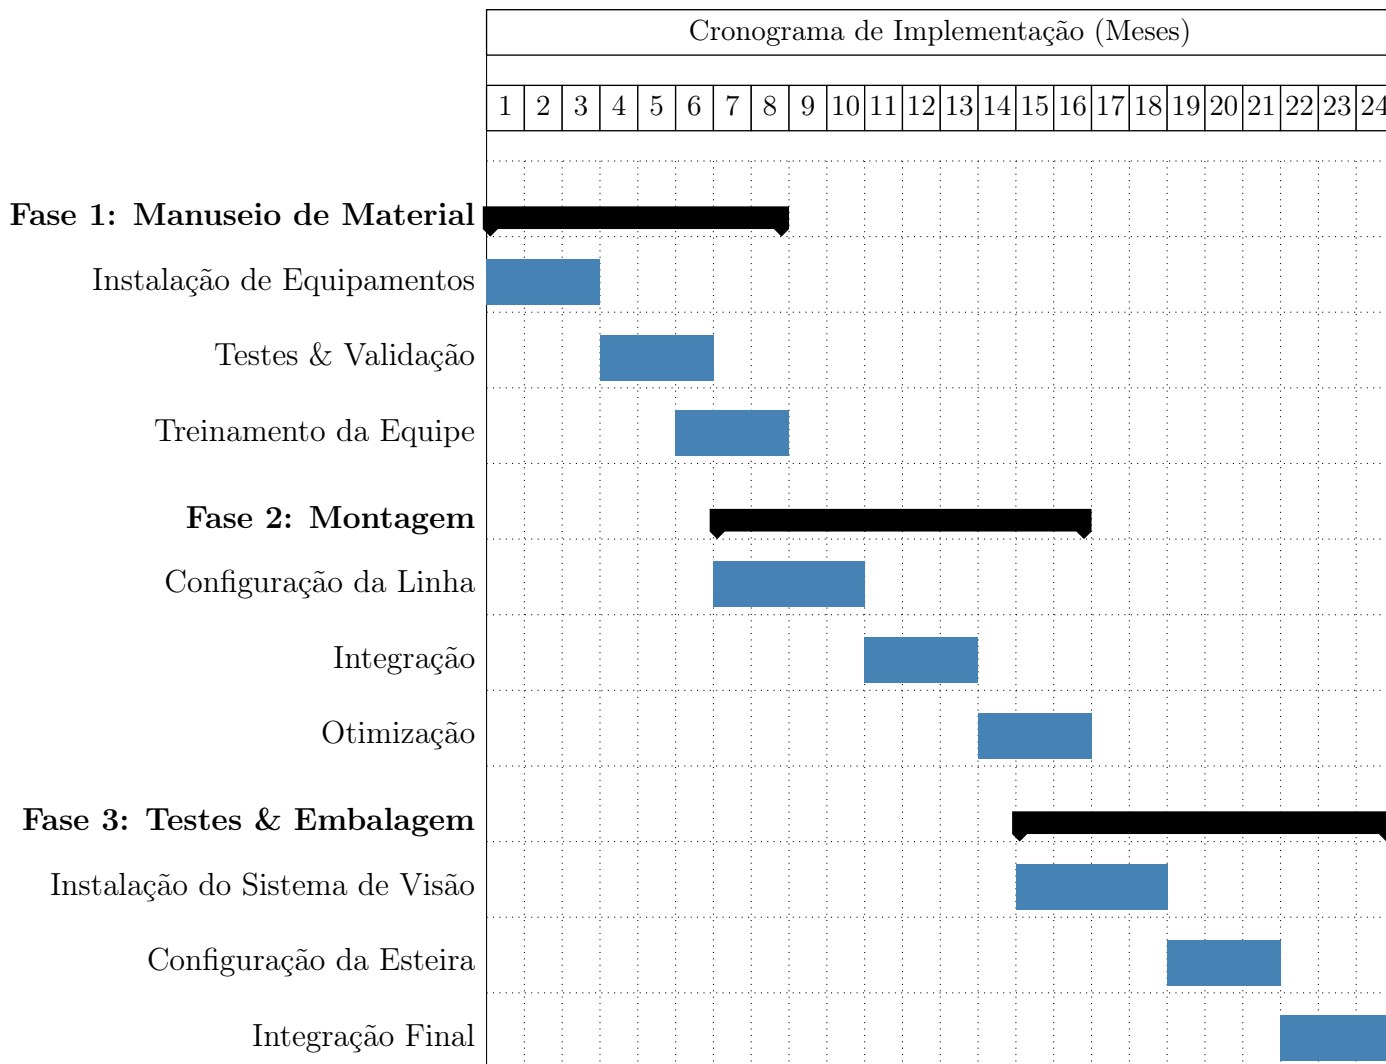 Cronograma de Implementação (Meses)
1 2 3 4 5 6 7 8 9 10 11 12 13 14 15 16 17 18 19 20 21 22 23 24
Fase 1: Manuseio de Material
Instalação de Equipamentos
Testes & Validação
Treinamento da Equipe
Fase 2: Montagem
Configuração da Linha
Integração
Otimização
Fase 3: Testes & Embalagem
Instalação do Sistema de Visão
Configuração da Esteira
Integração Final